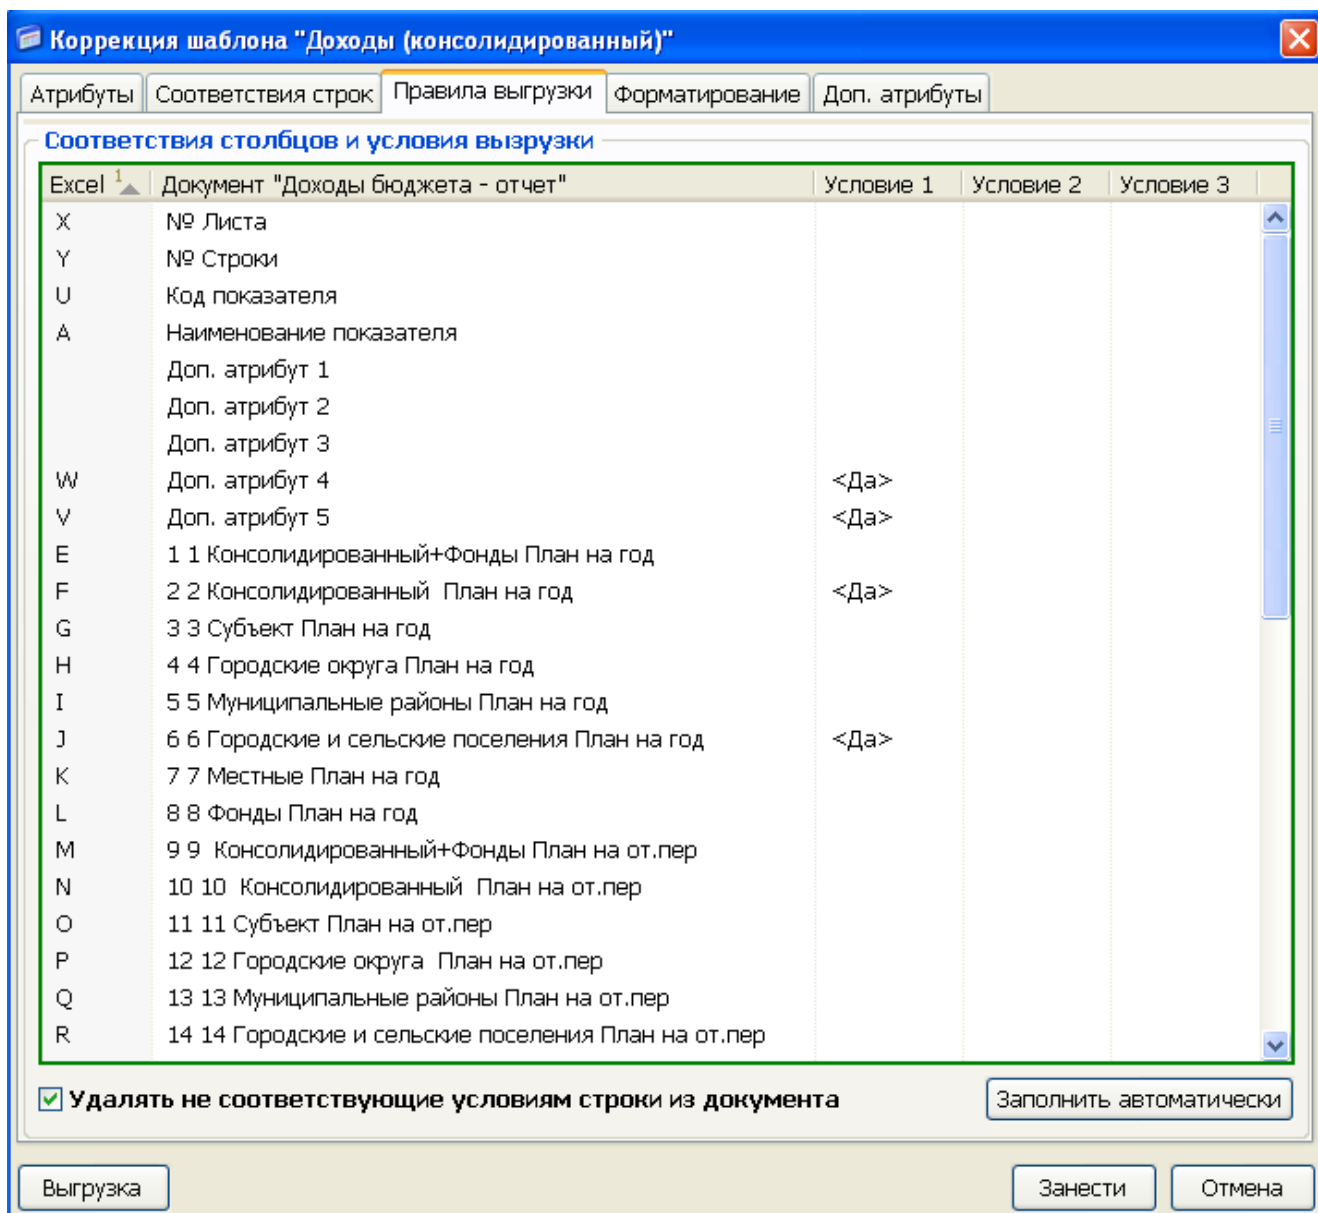 Коррекция шаблона "Доходы (консолидированный)"
Атрибуты Соответствия строк Правила выгрузки Форматирование Доп. атрибуты
Соответствия столбцов и условия вызрузки
Excel 1 Документ "Доходы бюджета - отчет" Условие 1 Условие 2 Условие 3
X № Листа
Y № Строки
U Код показателя
A Наименование показателя
Доп. атрибут 1
Доп. атрибут 2
Доп. атрибут 3
W Доп. атрибут 4 <Да>
V Доп. атрибут 5 <Да>
E 1 1 Консолидированный+Фонды План на год
F 2 2 Консолидированный План на год <Да>
G 3 3 Субъект План на год
H 4 4 Городские округа План на год
I 5 5 Муниципальные районы План на год
J 6 6 Городские и сельские поселения План на год <Да>
K 7 7 Местные План на год
L 8 8 Фонды План на год
M 9 9 Консолидированный+Фонды План на от.пер
N 10 10 Консолидированный План на от.пер
O 11 11 Субъект План на от.пер
P 12 12 Городские округа План на от.пер
Q 13 13 Муниципальные районы План на от.пер
R 14 14 Городские и сельские поселения План на от.пер
Удалять не соответствующие условиям строки из документа Заполнить автоматически
Выгрузка Занести Отмена